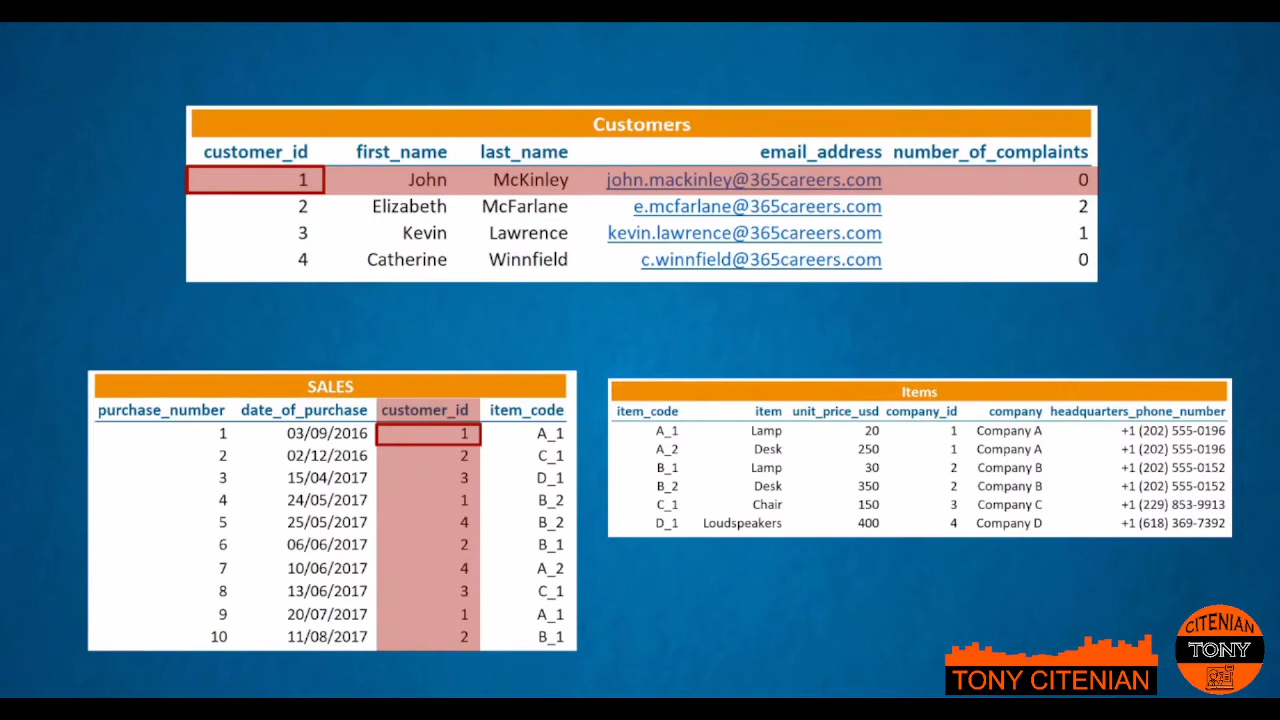 Customers
customer_id first_name last_name email_address number_of_complaints
1 John McKinley john.mackinley@365careers.com 0
2 Elizabeth McFarlane e.mcfarlane@365careers.com 2
3 Kevin Lawrence kevin.lawrence@365careers.com 1
4 Catherine Winnfield c.winnfield@365careers.com 0
SALES
purchase_number date_of_purchase customer_id item_code
1 03/09/2016 1 A_1
2 02/12/2016 2 C_1
3 15/04/2017 3 D_1
4 24/05/2017 1 B_2
5 25/05/2017 4 B_2
6 06/06/2017 2 B_1
7 10/06/2017 4 A_2
8 13/06/2017 3 C_1
9 20/07/2017 1 A_1
10 11/08/2017 2 B_1
Items
item_code item unit_price_usd company_id company headquarters_phone_number
A_1 Lamp 20 1 Company A +1 (202) 555-0196
A_2 Desk 250 1 Company A +1 (202) 555-0196
B_1 Lamp 30 2 Company B +1 (202) 555-0152
B_2 Desk 350 2 Company B +1 (202) 555-0152
C_1 Chair 150 3 Company C +1 (229) 853-9913
D_1 Loudspeakers 400 4 Company D +1 (618) 369-7392
TONY CITENIAN
CITENIAN
TONY